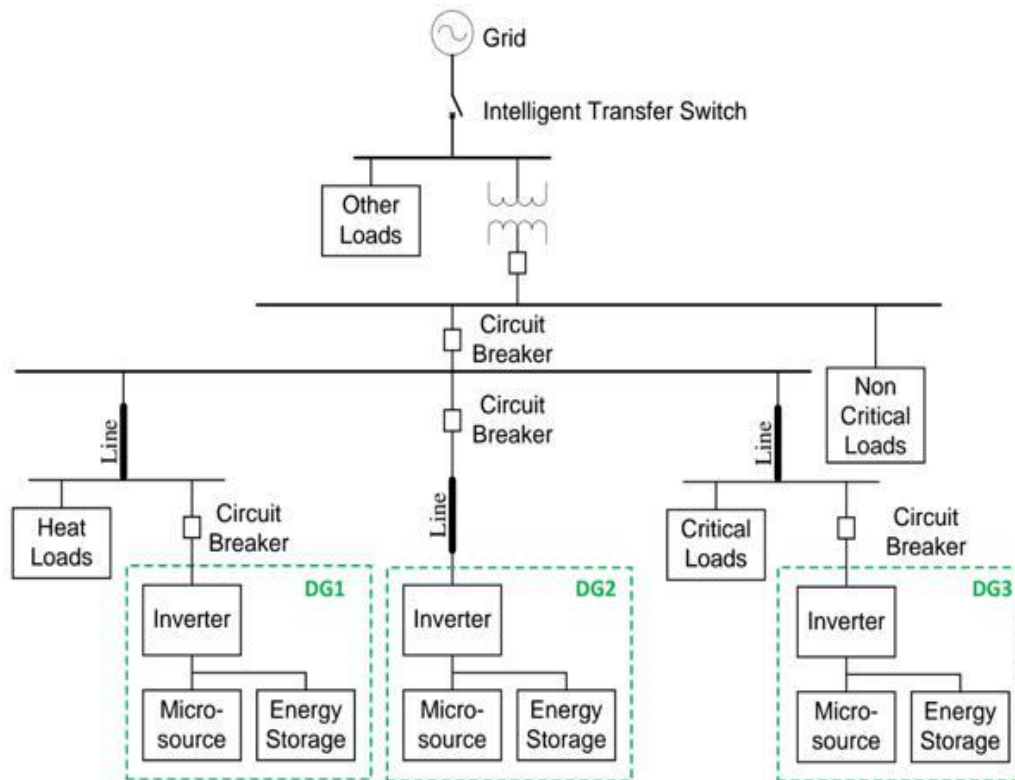 Grid
Intelligent Transfer Switch
Other
Loads
Circuit
Breaker
Circuit
Breaker
Non
Critical
Loads
Line
Line
Line
Heat
Loads
Circuit
Breaker
Critical
Loads
Circuit
Breaker
DG1
Inverter
Micro-
source
Energy
Storage
DG2
Inverter
Micro-
source
Energy
Storage
DG3
Inverter
Micro-
source
Energy
Storage